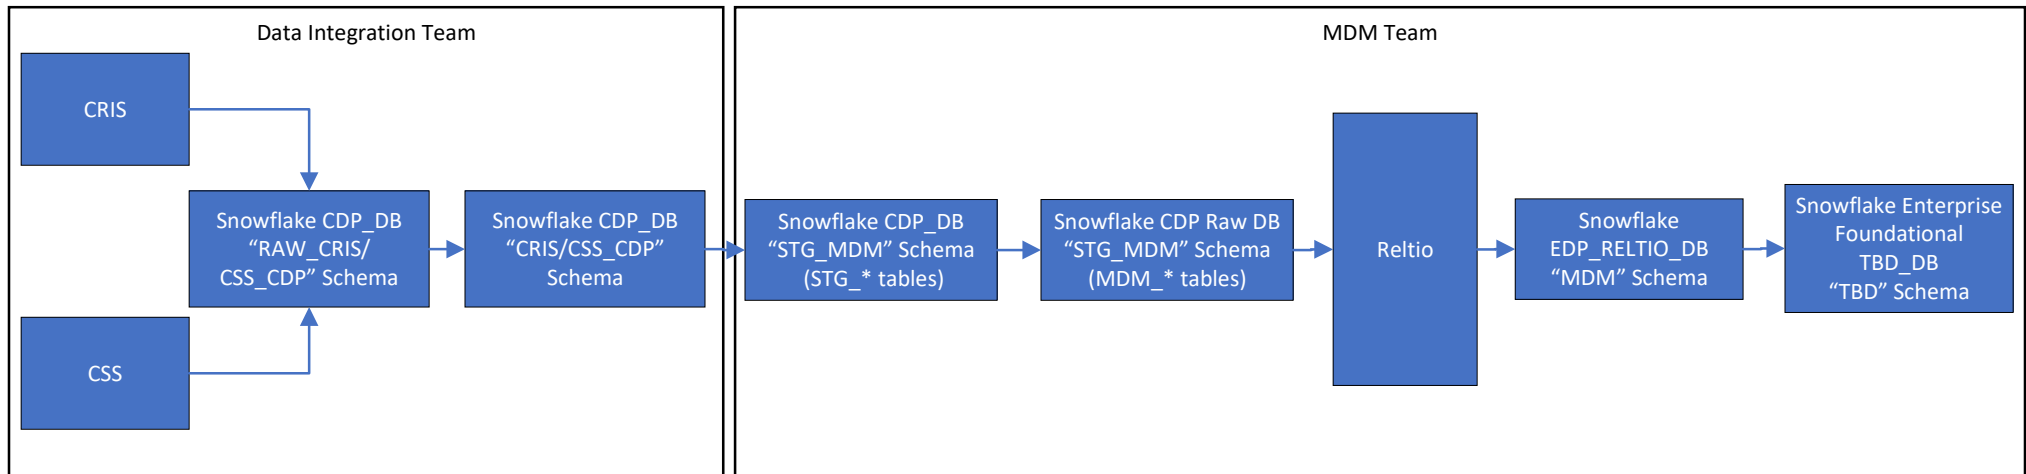 Data Integration Team
MDM Team
CRIS
CSS
Snowflake CDP_DB
“RAW_CRIS/
CSS_CDP” Schema
Snowflake CDP_DB
“CRIS/CSS_CDP”
Schema
Snowflake CDP_DB
“STG_MDM” Schema
(STG_* tables)
Snowflake CDP Raw DB
“STG_MDM” Schema
(MDM_* tables)
Reltio
Snowflake
EDP_RELTIO_DB
“MDM” Schema
Snowflake Enterprise
Foundational
TBD_DB
“TBD” Schema